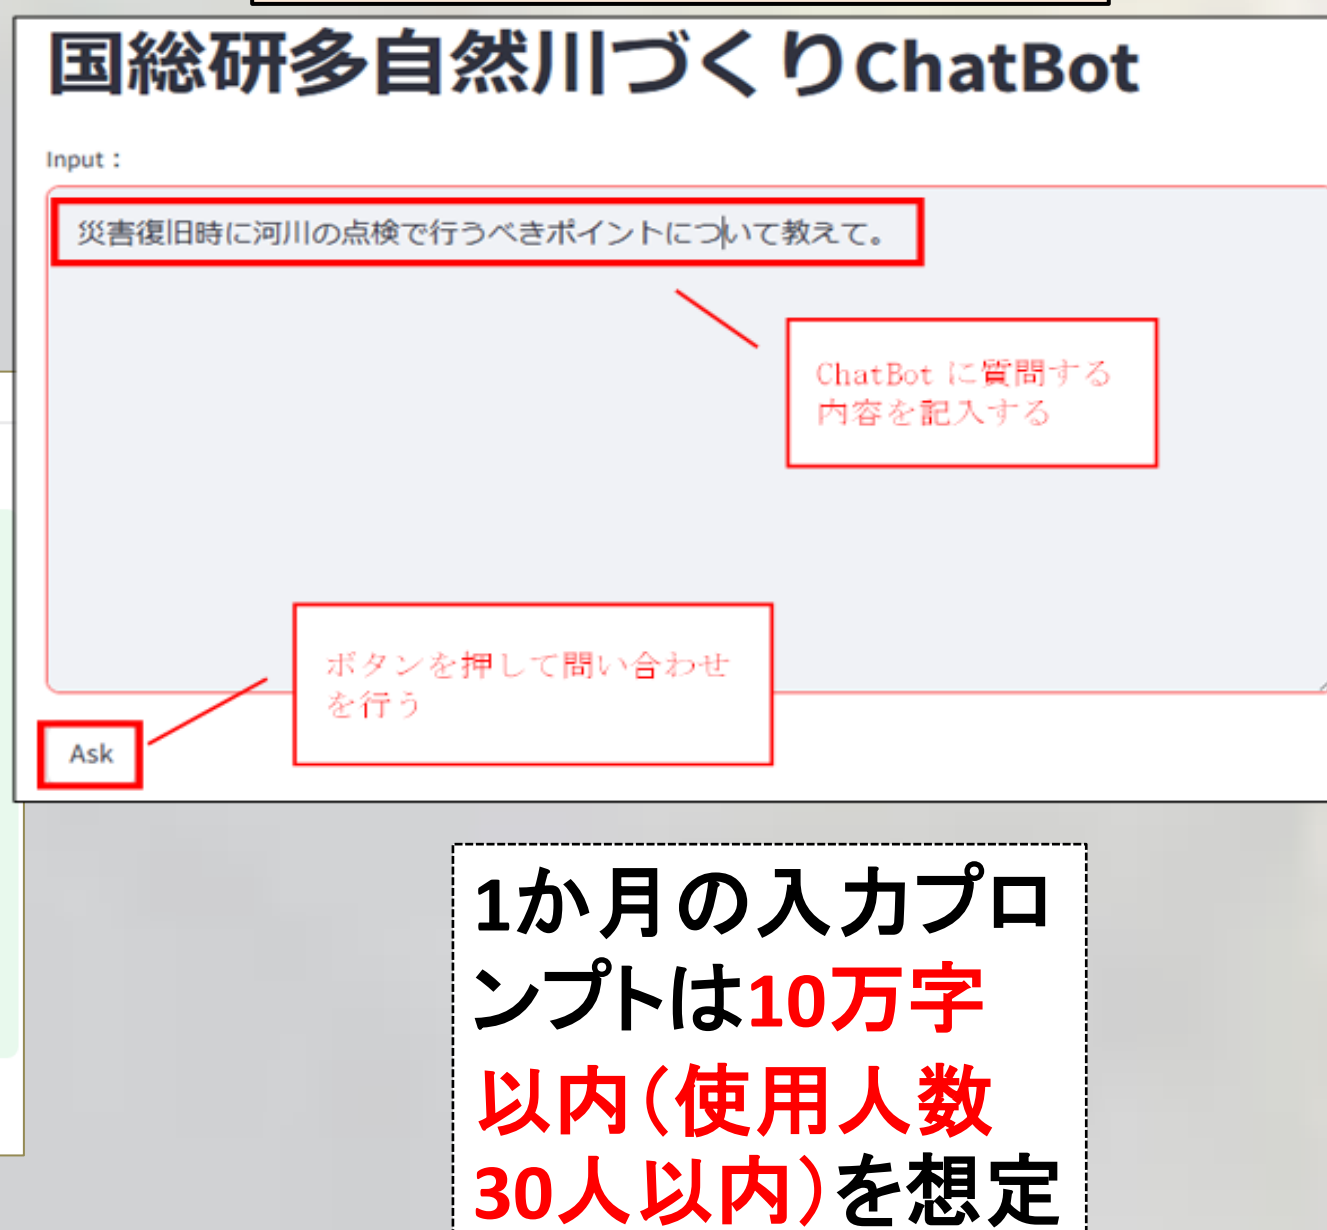 国総研多自然川づくりChatBot
Input：
災害復旧時に河川の点検で行うべきポイントについて教えて。
ChatBot に質問する
内容を記入する
ボタンを押して問い合わせ
を行う
Ask
1か月の入力プロ
ンプトは10万字
以内（使用人数
30人以内）を想定